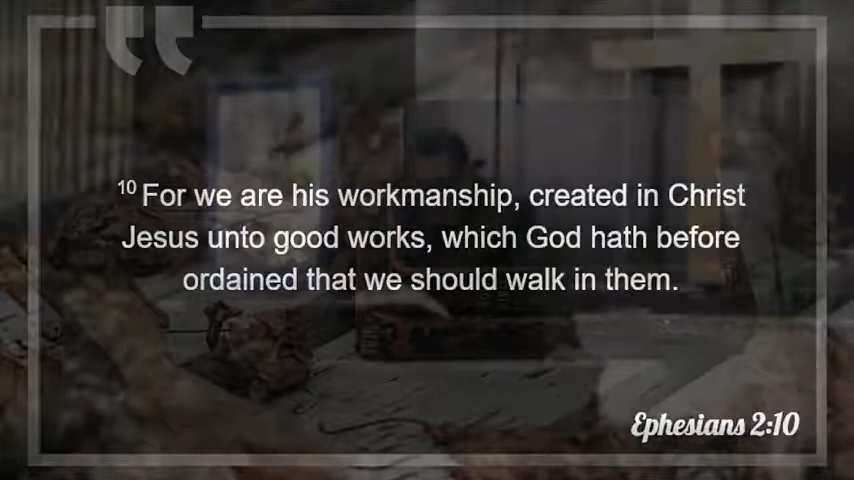 10 For we are his workmanship, created in Christ
Jesus unto good works, which God hath before
ordained that we should walk in them.
Ephesians 2:10